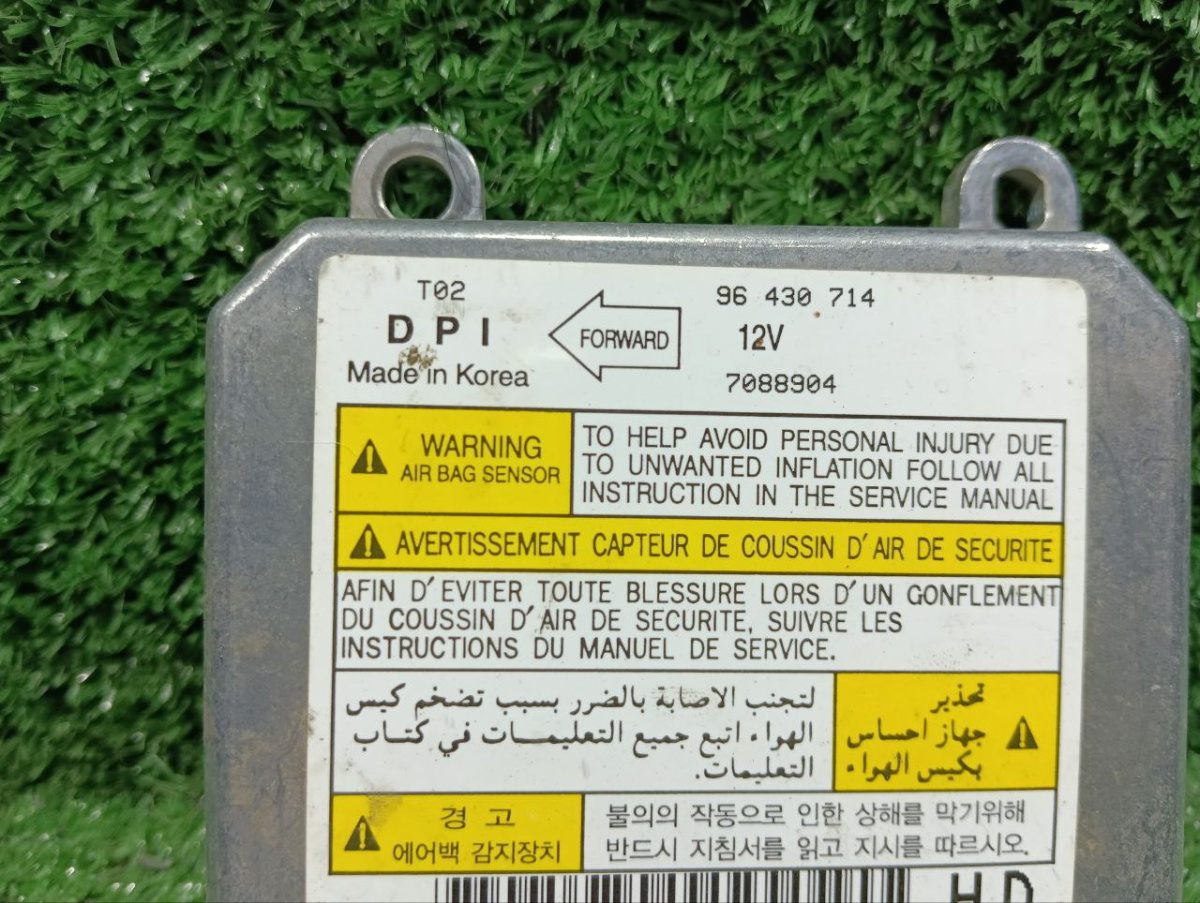 T02
96 430 714
D P I
FORWARD
12V
Made in Korea
7088904
WARNING
AIR BAG SENSOR
TO HELP AVOID PERSONAL INJURY DUE
TO UNWANTED INFLATION FOLLOW ALL
INSTRUCTION IN THE SERVICE MANUAL
AVERTISSEMENT CAPTEUR DE COUSSIN D'AIR DE SECURITE
AFIN D'EVITER TOUTE BLESSURE LORS D'UN GONFLEMENT
DU COUSSIN D'AIR DE SECURITE, SUIVRE LES
INSTRUCTIONS DU MANUEL DE SERVICE.
تحذير
جهاز احساس
بكيس الهواء
لتجنب الاصابة بالضرر بسبب تضخم كيس
الهواء اتبع جميع التعليمات في كتاب
التعليمات.
경 고
에어백 감지장치
불의의 작동으로 인한 상해를 막기위해
반드시 지침서를 읽고 지시를 따르시오.
HD